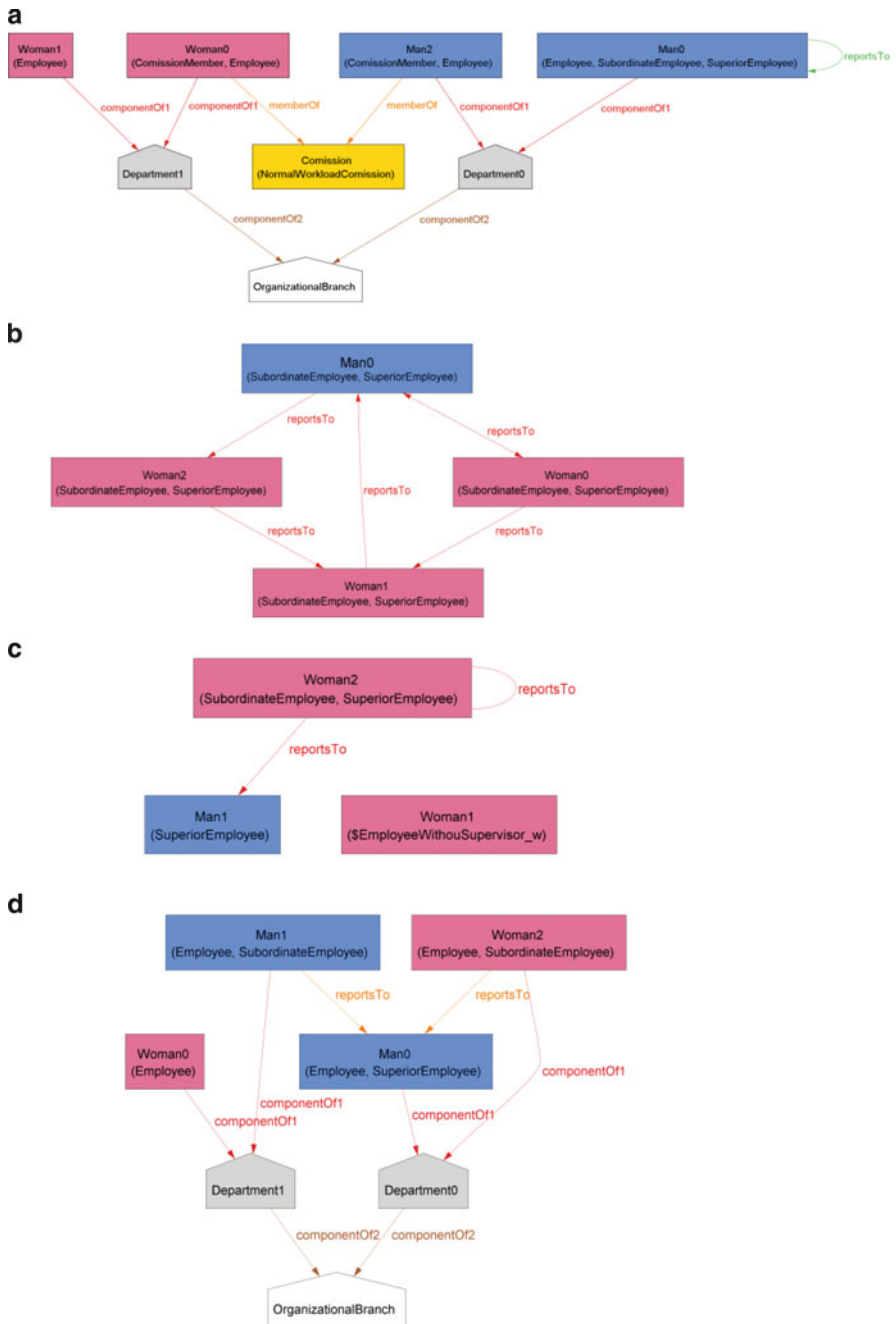 a
Woman1
(Employee)
Woman0
(ComissionMember, Employee)
Man2
(ComissionMember, Employee)
Man0
(Employee, SubordinateEmployee, SuperiorEmployee)
reportsTo
componentOf1
componentOf1
memberOf
memberOf
componentOf1
componentOf1
Department1
Comission
(NormalWorkloadComission)
Department0
componentOf2
componentOf2
OrganizationalBranch
b
Man0
(SubordinateEmployee, SuperiorEmployee)
reportsTo
reportsTo
Woman2
(SubordinateEmployee, SuperiorEmployee)
reportsTo
Woman0
(SubordinateEmployee, SuperiorEmployee)
reportsTo
reportsTo
Woman1
(SubordinateEmployee, SuperiorEmployee)
c
Woman2
(SubordinateEmployee, SuperiorEmployee)
reportsTo
reportsTo
Man1
(SuperiorEmployee)
Woman1
($EmployeeWithouSupervisor_w)
d
Man1
(Employee, SubordinateEmployee)
Woman2
(Employee, SubordinateEmployee)
reportsTo
reportsTo
Woman0
(Employee)
Man0
(Employee, SuperiorEmployee)
componentOf1
componentOf1
componentOf1
componentOf1
Department1
Department0
componentOf2
componentOf2
OrganizationalBranch